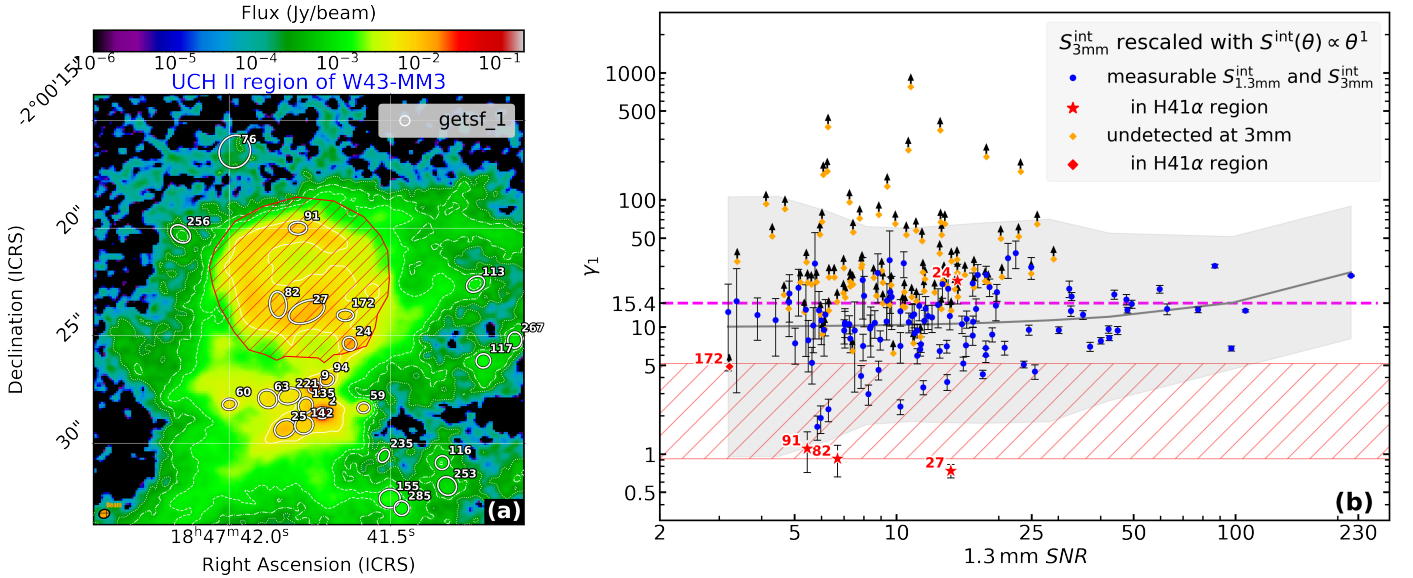 Flux (Jy/beam)
10⁻⁶ 10⁻⁵ 10⁻⁴ 10⁻³ 10⁻² 10⁻¹
UCH II region of W43-MM3
getsf_1
-2°00'15"
20"
25"
30"
Declination (ICRS)
76
256
91
113
82
27
172
24
267
117
94
9
60
63
221
135
2
59
25
142
235
116
253
155
285
Beam
(a)
18ʰ47ᵐ42.0ˢ 41.5ˢ
Right Ascension (ICRS)
S^int_3mm rescaled with S^int(θ) ∝ θ¹
measurable S^int_1.3mm and S^int_3mm
in H41α region
undetected at 3mm
in H41α region
γ₁
1000
500
100
50
15.4
10
5
1
0.5
24
172
91
82
27
(b)
2 5 10 25 50 100 230
1.3 mm SNR